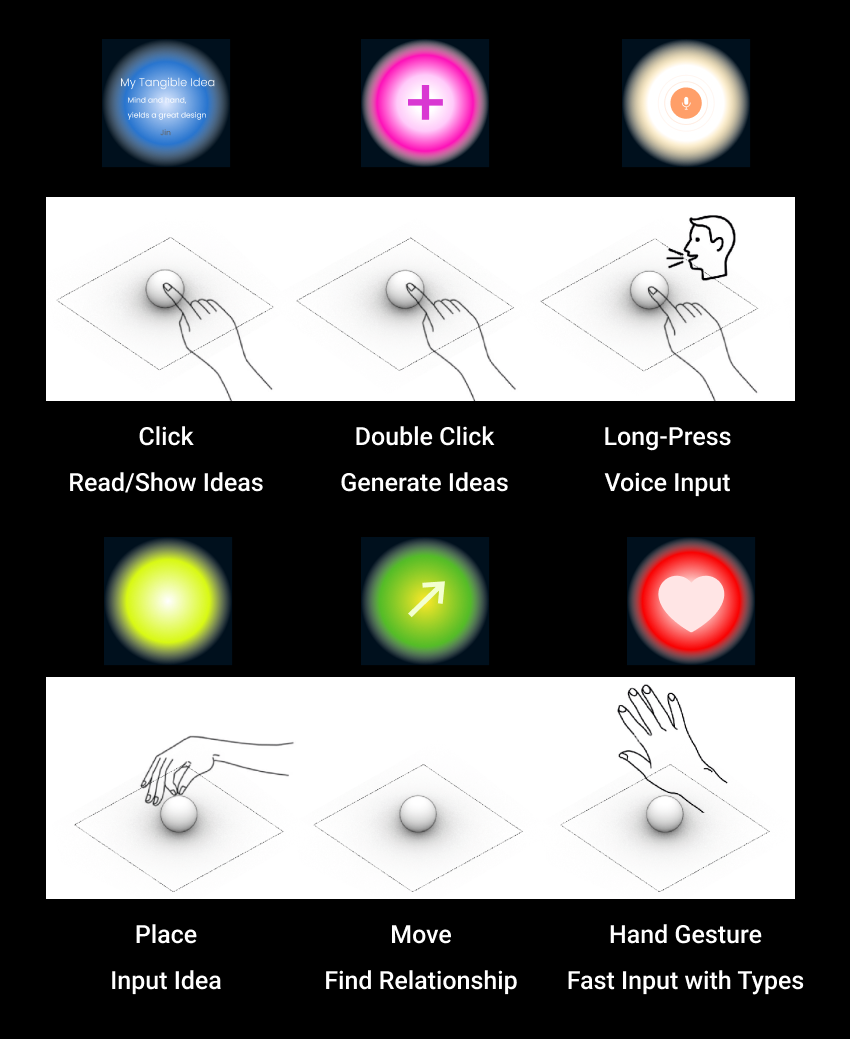 My Tangible Idea
Mind and hand,
yields a great design
Jin
Click
Double Click
Long-Press
Read/Show Ideas
Generate Ideas
Voice Input
Place
Move
Hand Gesture
Input Idea
Find Relationship
Fast Input with Types